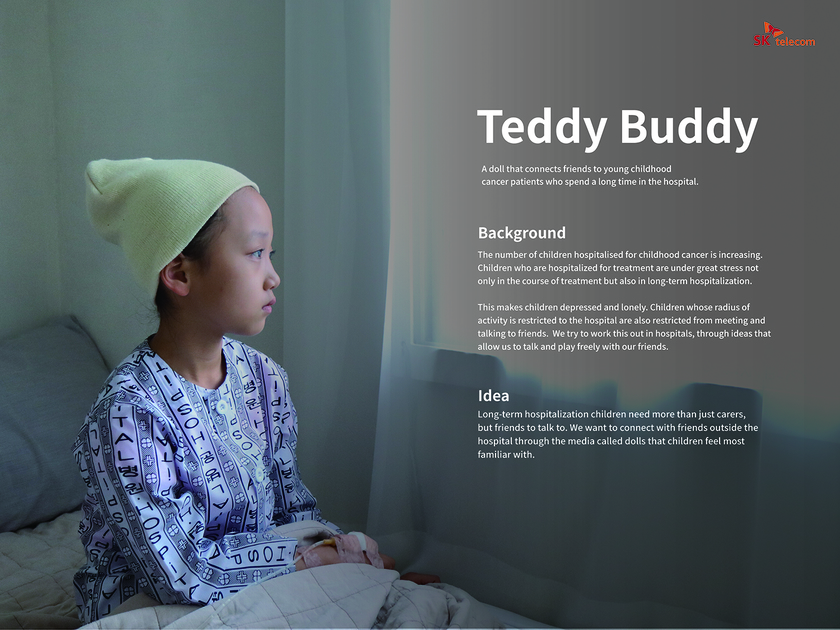 SK telecom
Teddy Buddy
A doll that connects friends to young childhood
cancer patients who spend a long time in the hospital.
Background
The number of children hospitalised for childhood cancer is increasing.
Children who are hospitalized for treatment are under great stress not
only in the course of treatment but also in long-term hospitalization.
This makes children depressed and lonely. Children whose radius of
activity is restricted to the hospital are also restricted from meeting and
talking to friends.  We try to work this out in hospitals, through ideas that
allow us to talk and play freely with our friends.
Idea
Long-term hospitalization children need more than just carers,
but friends to talk to. We want to connect with friends outside the
hospital through the media called dolls that children feel most
familiar with.